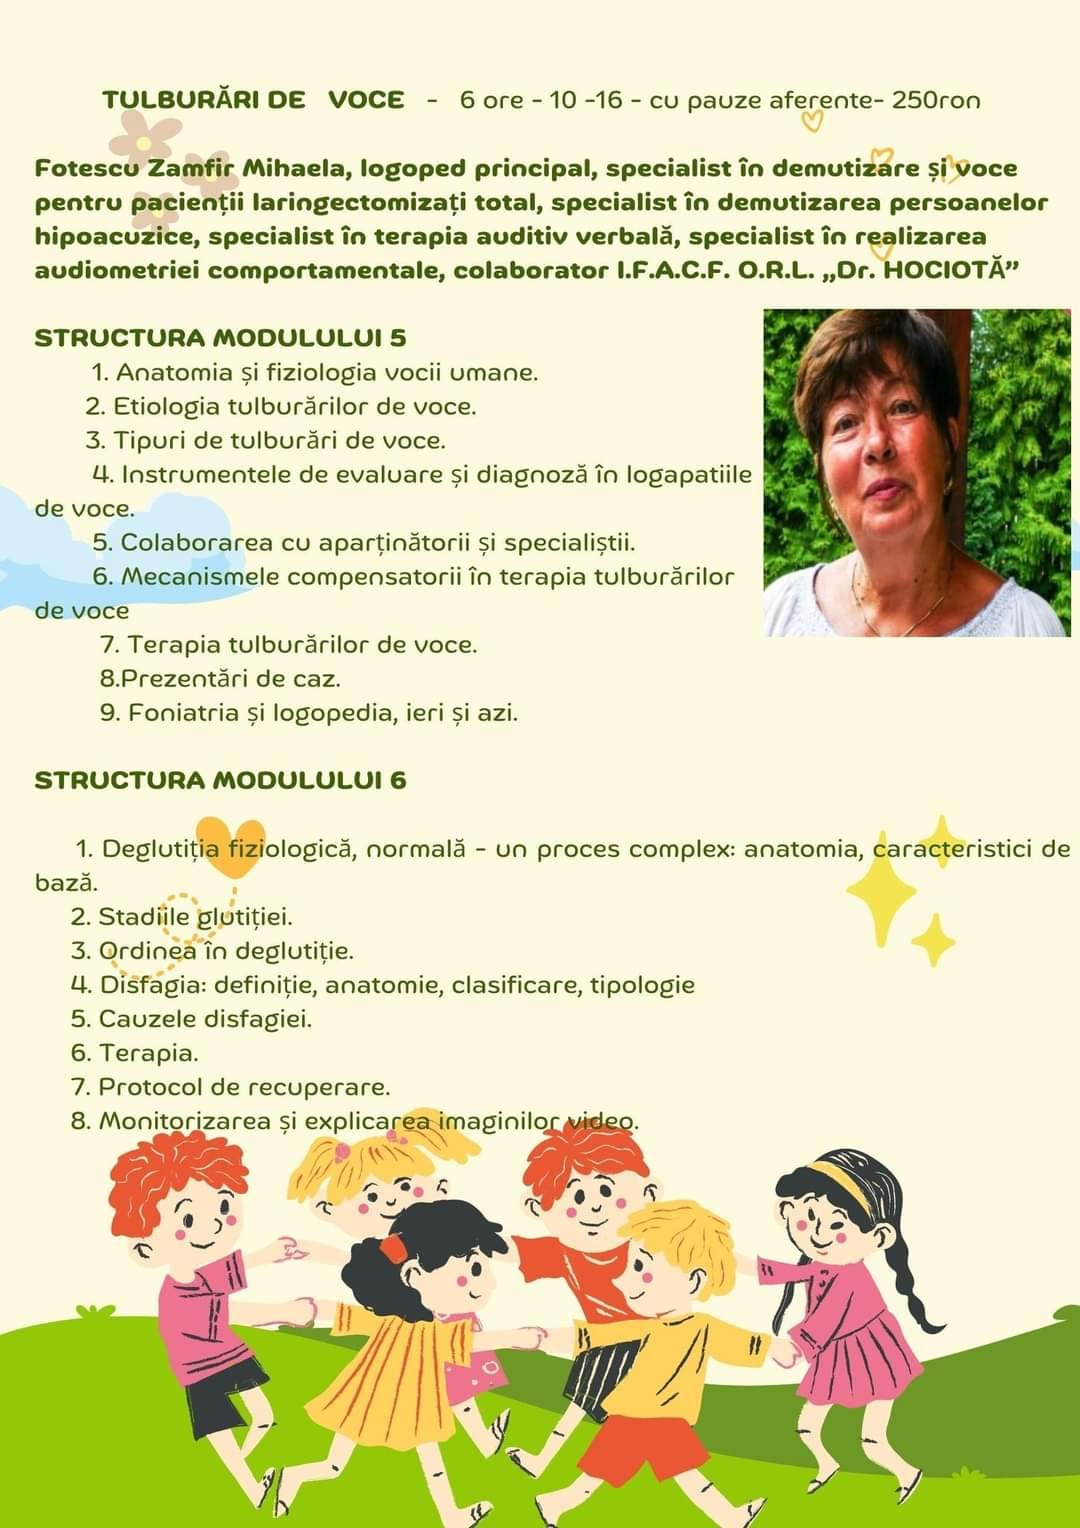 TULBURĂRI DE VOCE - 6 ore - 10 -16 - cu pauze aferente- 250ron
Fotescu Zamfir Mihaela, logoped principal, specialist în demutizare și voce
pentru pacienții laringectomizați total, specialist în demutizarea persoanelor
hipoacuzice, specialist în terapia auditiv verbală, specialist în realizarea
audiometriei comportamentale, colaborator I.F.A.C.F. O.R.L. „Dr. HOCIOTĂ”
STRUCTURA MODULULUI 5
1. Anatomia și fiziologia vocii umane.
2. Etiologia tulburărilor de voce.
3. Tipuri de tulburări de voce.
4. Instrumentele de evaluare și diagnoză în logapatiile
de voce.
5. Colaborarea cu aparținătorii și specialiștii.
6. Mecanismele compensatorii în terapia tulburărilor
de voce
7. Terapia tulburărilor de voce.
8.Prezentări de caz.
9. Foniatria și logopedia, ieri și azi.
STRUCTURA MODULULUI 6
1. Deglutiția fiziologică, normală - un proces complex: anatomia, caracteristici de
bază.
2. Stadiile glutiției.
3. Ordinea în deglutiție.
4. Disfagia: definiție, anatomie, clasificare, tipologie
5. Cauzele disfagiei.
6. Terapia.
7. Protocol de recuperare.
8. Monitorizarea și explicarea imaginilor video.